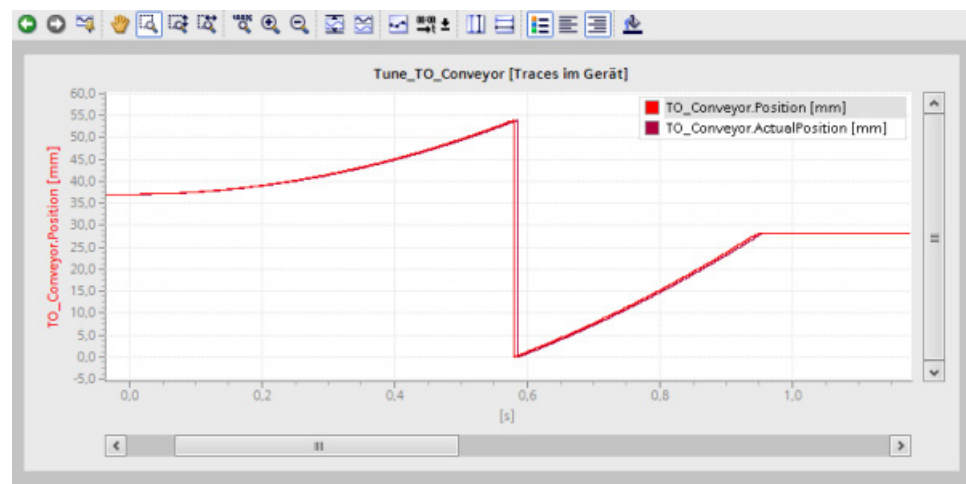 Tune_TO_Conveyor [Traces im Gerät]
TO_Conveyor.Position [mm]
TO_Conveyor.ActualPosition [mm]
TO_Conveyor.Position [mm]
60,0
55,0
50,0
45,0
40,0
35,0
30,0
25,0
20,0
15,0
10,0
5,0
0,0
-5,0
0,0 0,2 0,4 0,6 0,8 1,0
[s]